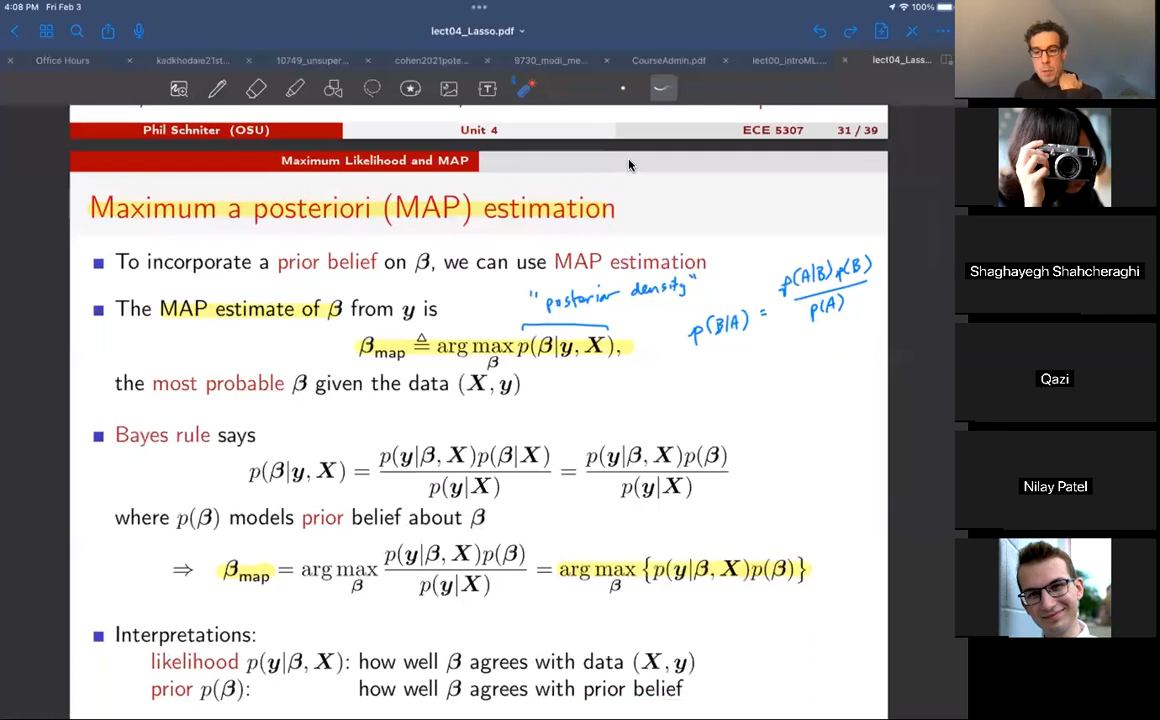 4:08 PM Fri Feb 3
100%
lect04_Lasso.pdf
Office Hours
kadkhodaie21st...
10749_unsuper...
cohen2021pote...
9730_modi_me...
CourseAdmin.pdf
lect00_introML....
lect04_Lass...
Phil Schniter (OSU) Unit 4 ECE 5307 31 / 39
Maximum Likelihood and MAP
Maximum a posteriori (MAP) estimation
To incorporate a prior belief on β, we can use MAP estimation
"posterior density"
p(B|A) = p(A|B)p(B) / p(A)
The MAP estimate of β from y is
β_map ≜ arg max_β p(β|y, X),
the most probable β given the data (X, y)
Bayes rule says
p(β|y, X) = p(y|β, X)p(β|X) / p(y|X) = p(y|β, X)p(β) / p(y|X)
where p(β) models prior belief about β
⇒ β_map = arg max_β p(y|β, X)p(β) / p(y|X) = arg max_β {p(y|β, X)p(β)}
Interpretations:
likelihood p(y|β, X): how well β agrees with data (X, y)
prior p(β): how well β agrees with prior belief
Shaghayegh Shahcheraghi
Qazi
Nilay Patel